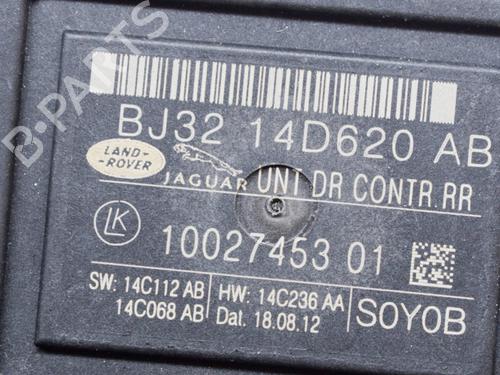 B-PARTS
BJ32 14D620 AB
LAND-ROVER
JAGUAR UNI DR CONTR.RR
LK
10027453 01
SW: 14C112 AB
14C068 AB
HW: 14C236 AA
Dat. 18.08.12
SOYOB